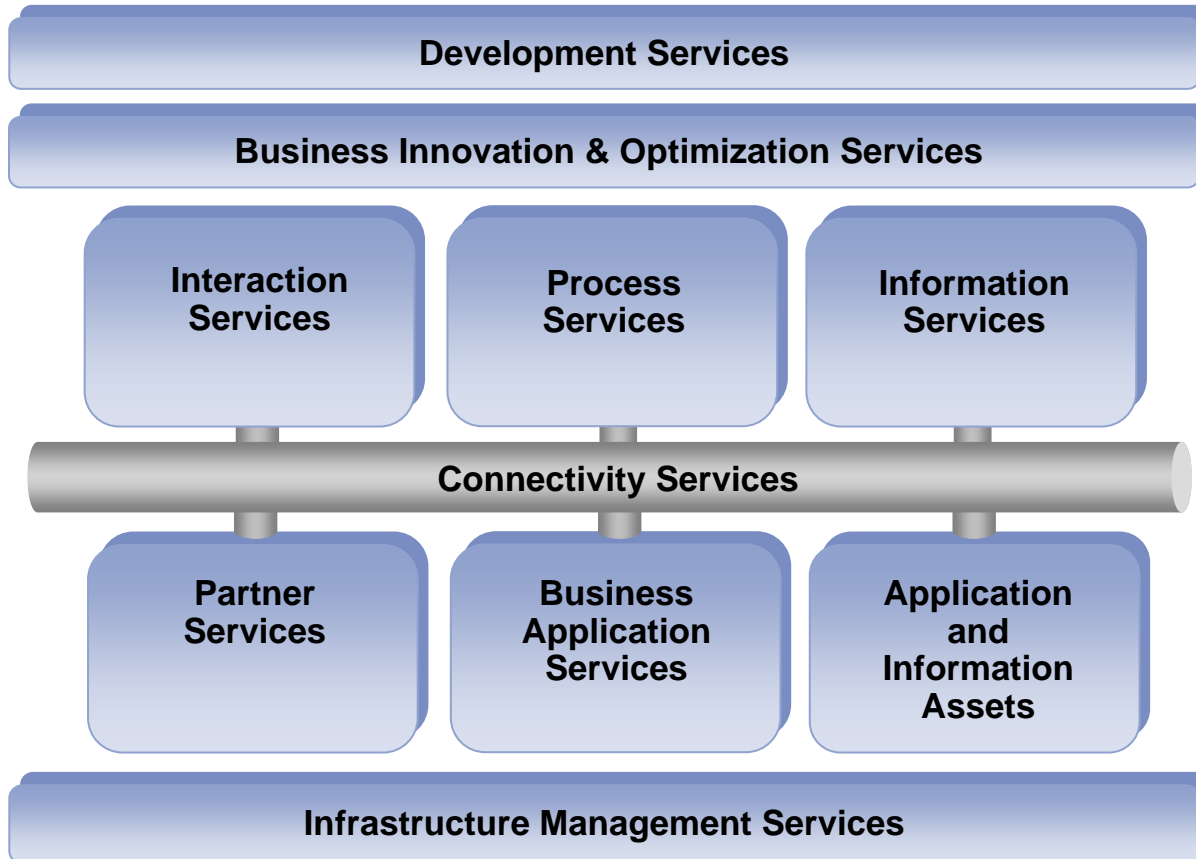 Development Services
Business Innovation & Optimization Services
Interaction
Services
Process
Services
Information
Services
Connectivity Services
Partner
Services
Business
Application
Services
Application
and
Information
Assets
Infrastructure Management Services